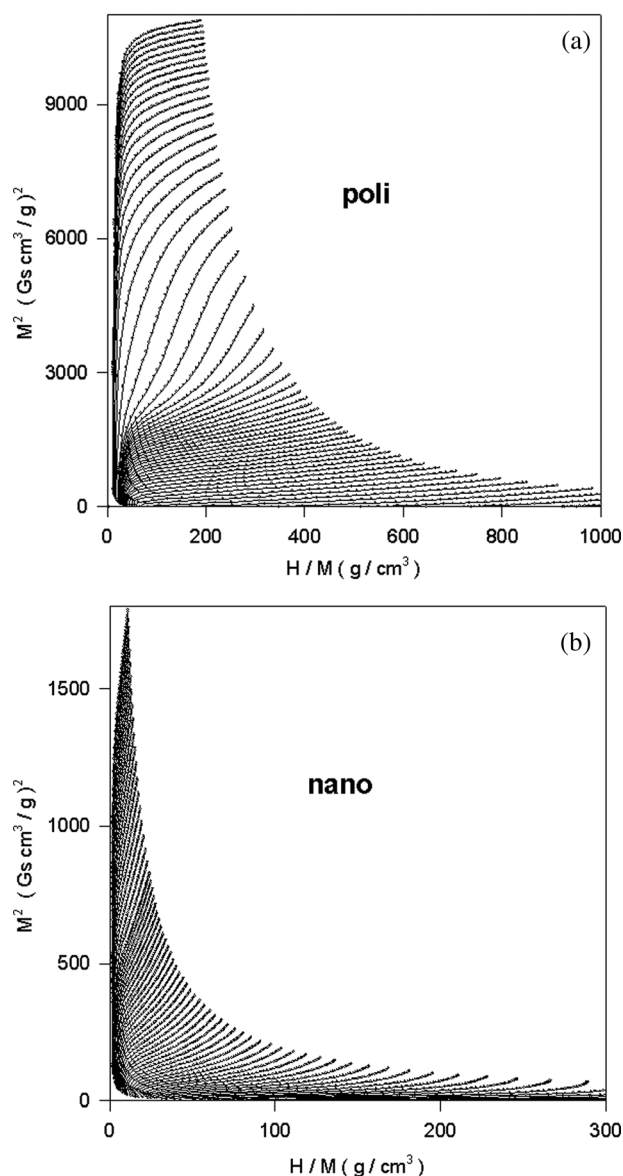 (a)
9000
6000
3000
0
M² ( Gs cm³ / g )²
poli
0 200 400 600 800 1000
H / M ( g / cm³ )
(b)
1500
1000
500
0
M² ( Gs cm³ / g )²
nano
0 100 200 300
H / M ( g / cm³ )